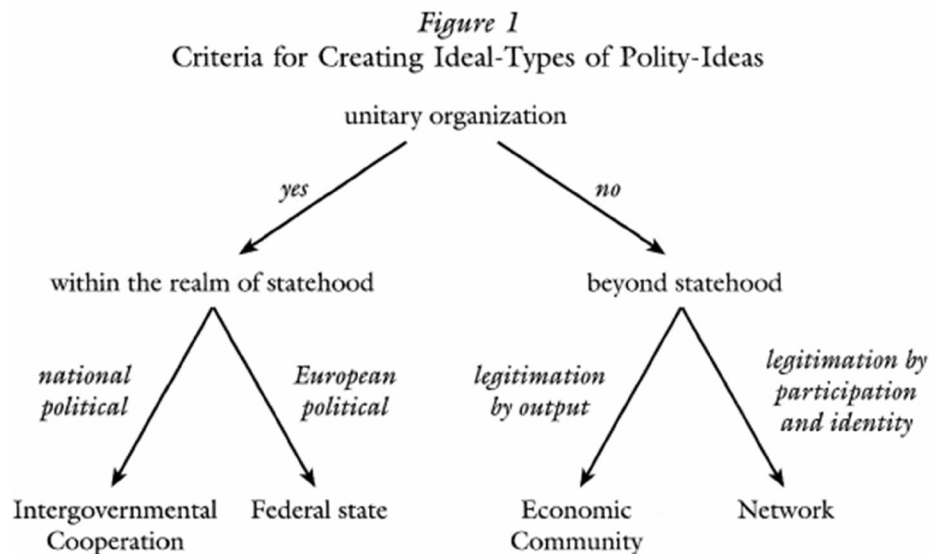 Figure 1
Criteria for Creating Ideal-Types of Polity-Ideas
unitary organization
yes
no
within the realm of statehood
beyond statehood
national
political
European
political
legitimation
by output
legitimation by
participation
and identity
Intergovernmental
Cooperation
Federal state
Economic
Community
Network